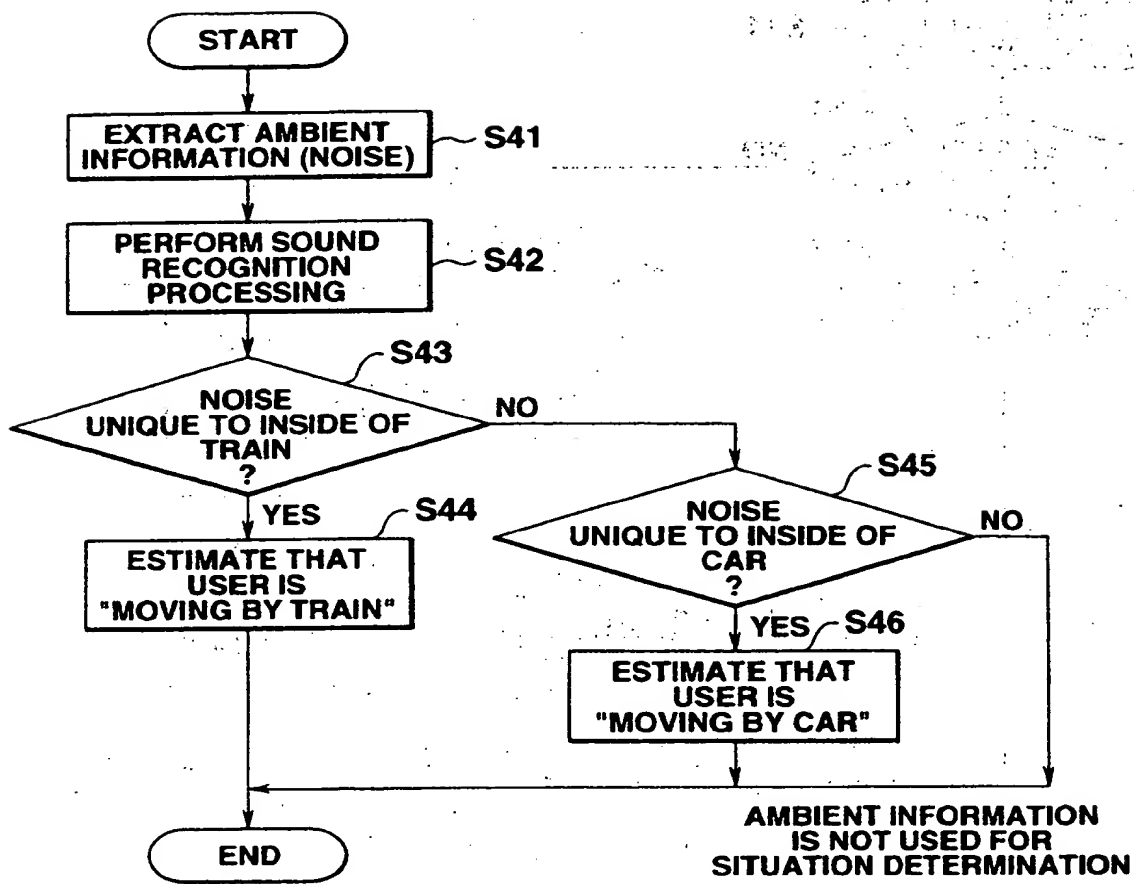 START
EXTRACT AMBIENT
INFORMATION (NOISE)
S41
PERFORM SOUND
RECOGNITION
PROCESSING
S42
S43
NOISE
UNIQUE TO INSIDE OF
TRAIN
?
NO
YES
S44
ESTIMATE THAT
USER IS
"MOVING BY TRAIN"
S45
NOISE
UNIQUE TO INSIDE OF
CAR
?
NO
YES
S46
ESTIMATE THAT
USER IS
"MOVING BY CAR"
AMBIENT INFORMATION
IS NOT USED FOR
SITUATION DETERMINATION
END